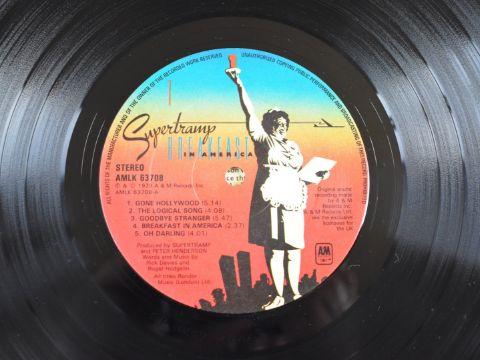 ALL RIGHTS OF THE MANUFACTURER AND OF THE OWNER OF THE RECORDED WORK RESERVED
UNAUTHORISED COPYING PUBLIC PERFORMANCE AND BROADCASTING OF THIS RECORD PROHIBITED
1
Supertramp
BREAKFAST
IN AMERICA
STEREO
AMLK 63708
℗ & © 1979 A & M Records Inc.
AMLK 63708-A
1. GONE HOLLYWOOD (5.14)
2. THE LOGICAL SONG (4.08)
3. GOODBYE STRANGER (5.47)
4. BREAKFAST IN AMERICA (2.37)
5. OH DARLING (4.01)
Produced by SUPERTRAMP
and PETER HENDERSON
Words and Music by
Rick Davies and
Roger Hodgson
All titles Rondor
Music (London) Ltd.
Original sound
recording made
by A & M
Records Inc.
A & M Records Ltd.
are the exclusive
licensees for
the UK
A&M